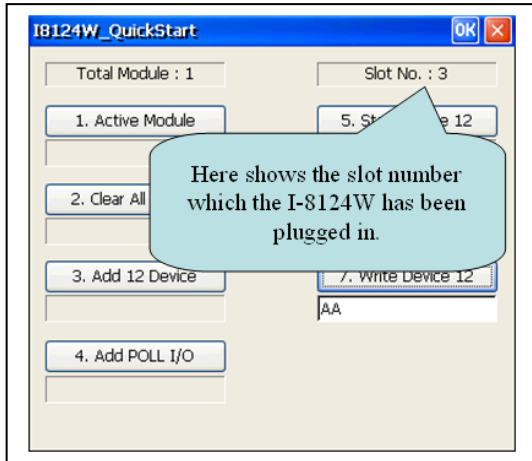 I8124W_QuickStart OK
Total Module : 1
Slot No. : 3
1. Active Module
5. St
e 12
Here shows the slot number
which the I-8124W has been
plugged in.
2. Clear All
3. Add 12 Device
7. Write Device 12
AA
4. Add POLL I/O